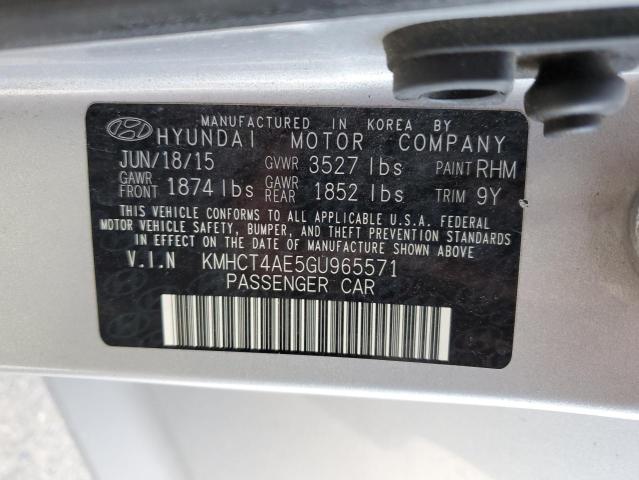 MANUFACTURED IN KOREA BY
HYUNDAI MOTOR COMPANY
JUN/18/15 GVWR 3527 lbs PAINT RHM
GAWR FRONT 1874 lbs GAWR REAR 1852 lbs TRIM 9Y
THIS VEHICLE CONFORMS TO ALL APPLICABLE U.S.A. FEDERAL
MOTOR VEHICLE SAFETY, BUMPER, AND THEFT PREVENTION STANDARDS
IN EFFECT ON THE DATE OF MANUFACTURE SHOWN ABOVE
V.I.N KMHCT4AE5GU965571
PASSENGER CAR